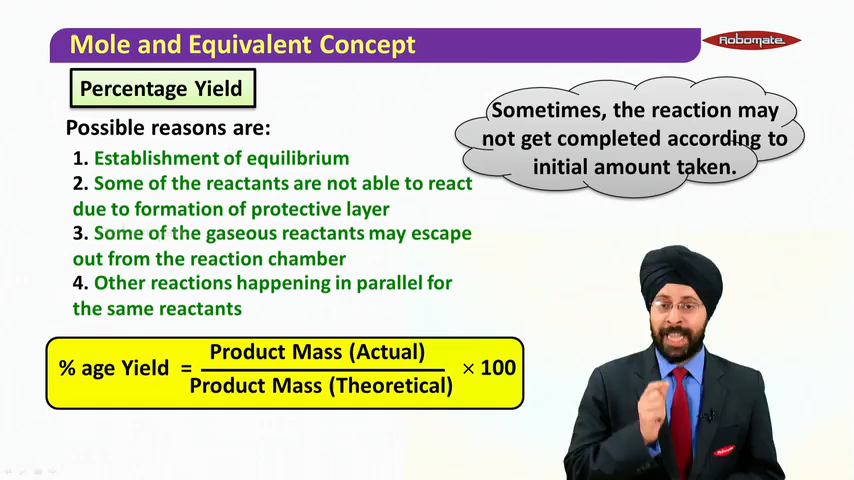 Mole and Equivalent Concept
Robomate
Percentage Yield
Sometimes, the reaction may
not get completed according to
initial amount taken.
Possible reasons are:
1. Establishment of equilibrium
2. Some of the reactants are not able to react
due to formation of protective layer
3. Some of the gaseous reactants may escape
out from the reaction chamber
4. Other reactions happening in parallel for
the same reactants
% age Yield = Product Mass (Actual) × 100
Product Mass (Theoretical)